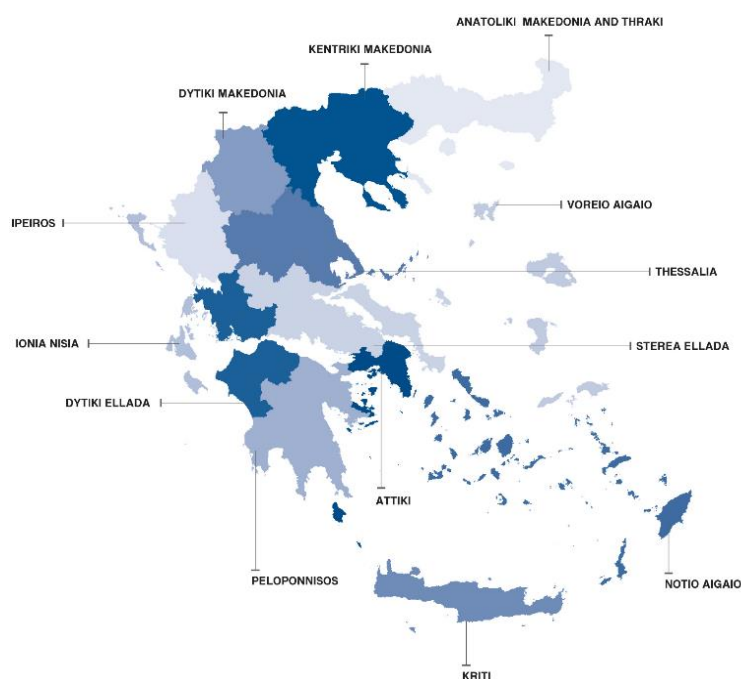 ANATOLIKI MAKEDONIA AND THRAKI
KENTRIKI MAKEDONIA
DYTIKI MAKEDONIA
VOREIO AIGAIO
IPEIROS
THESSALIA
IONIA NISIA
STEREA ELLADA
DYTIKI ELLADA
ATTIKI
PELOPONNISOS
NOTIO AIGAIO
KRITI